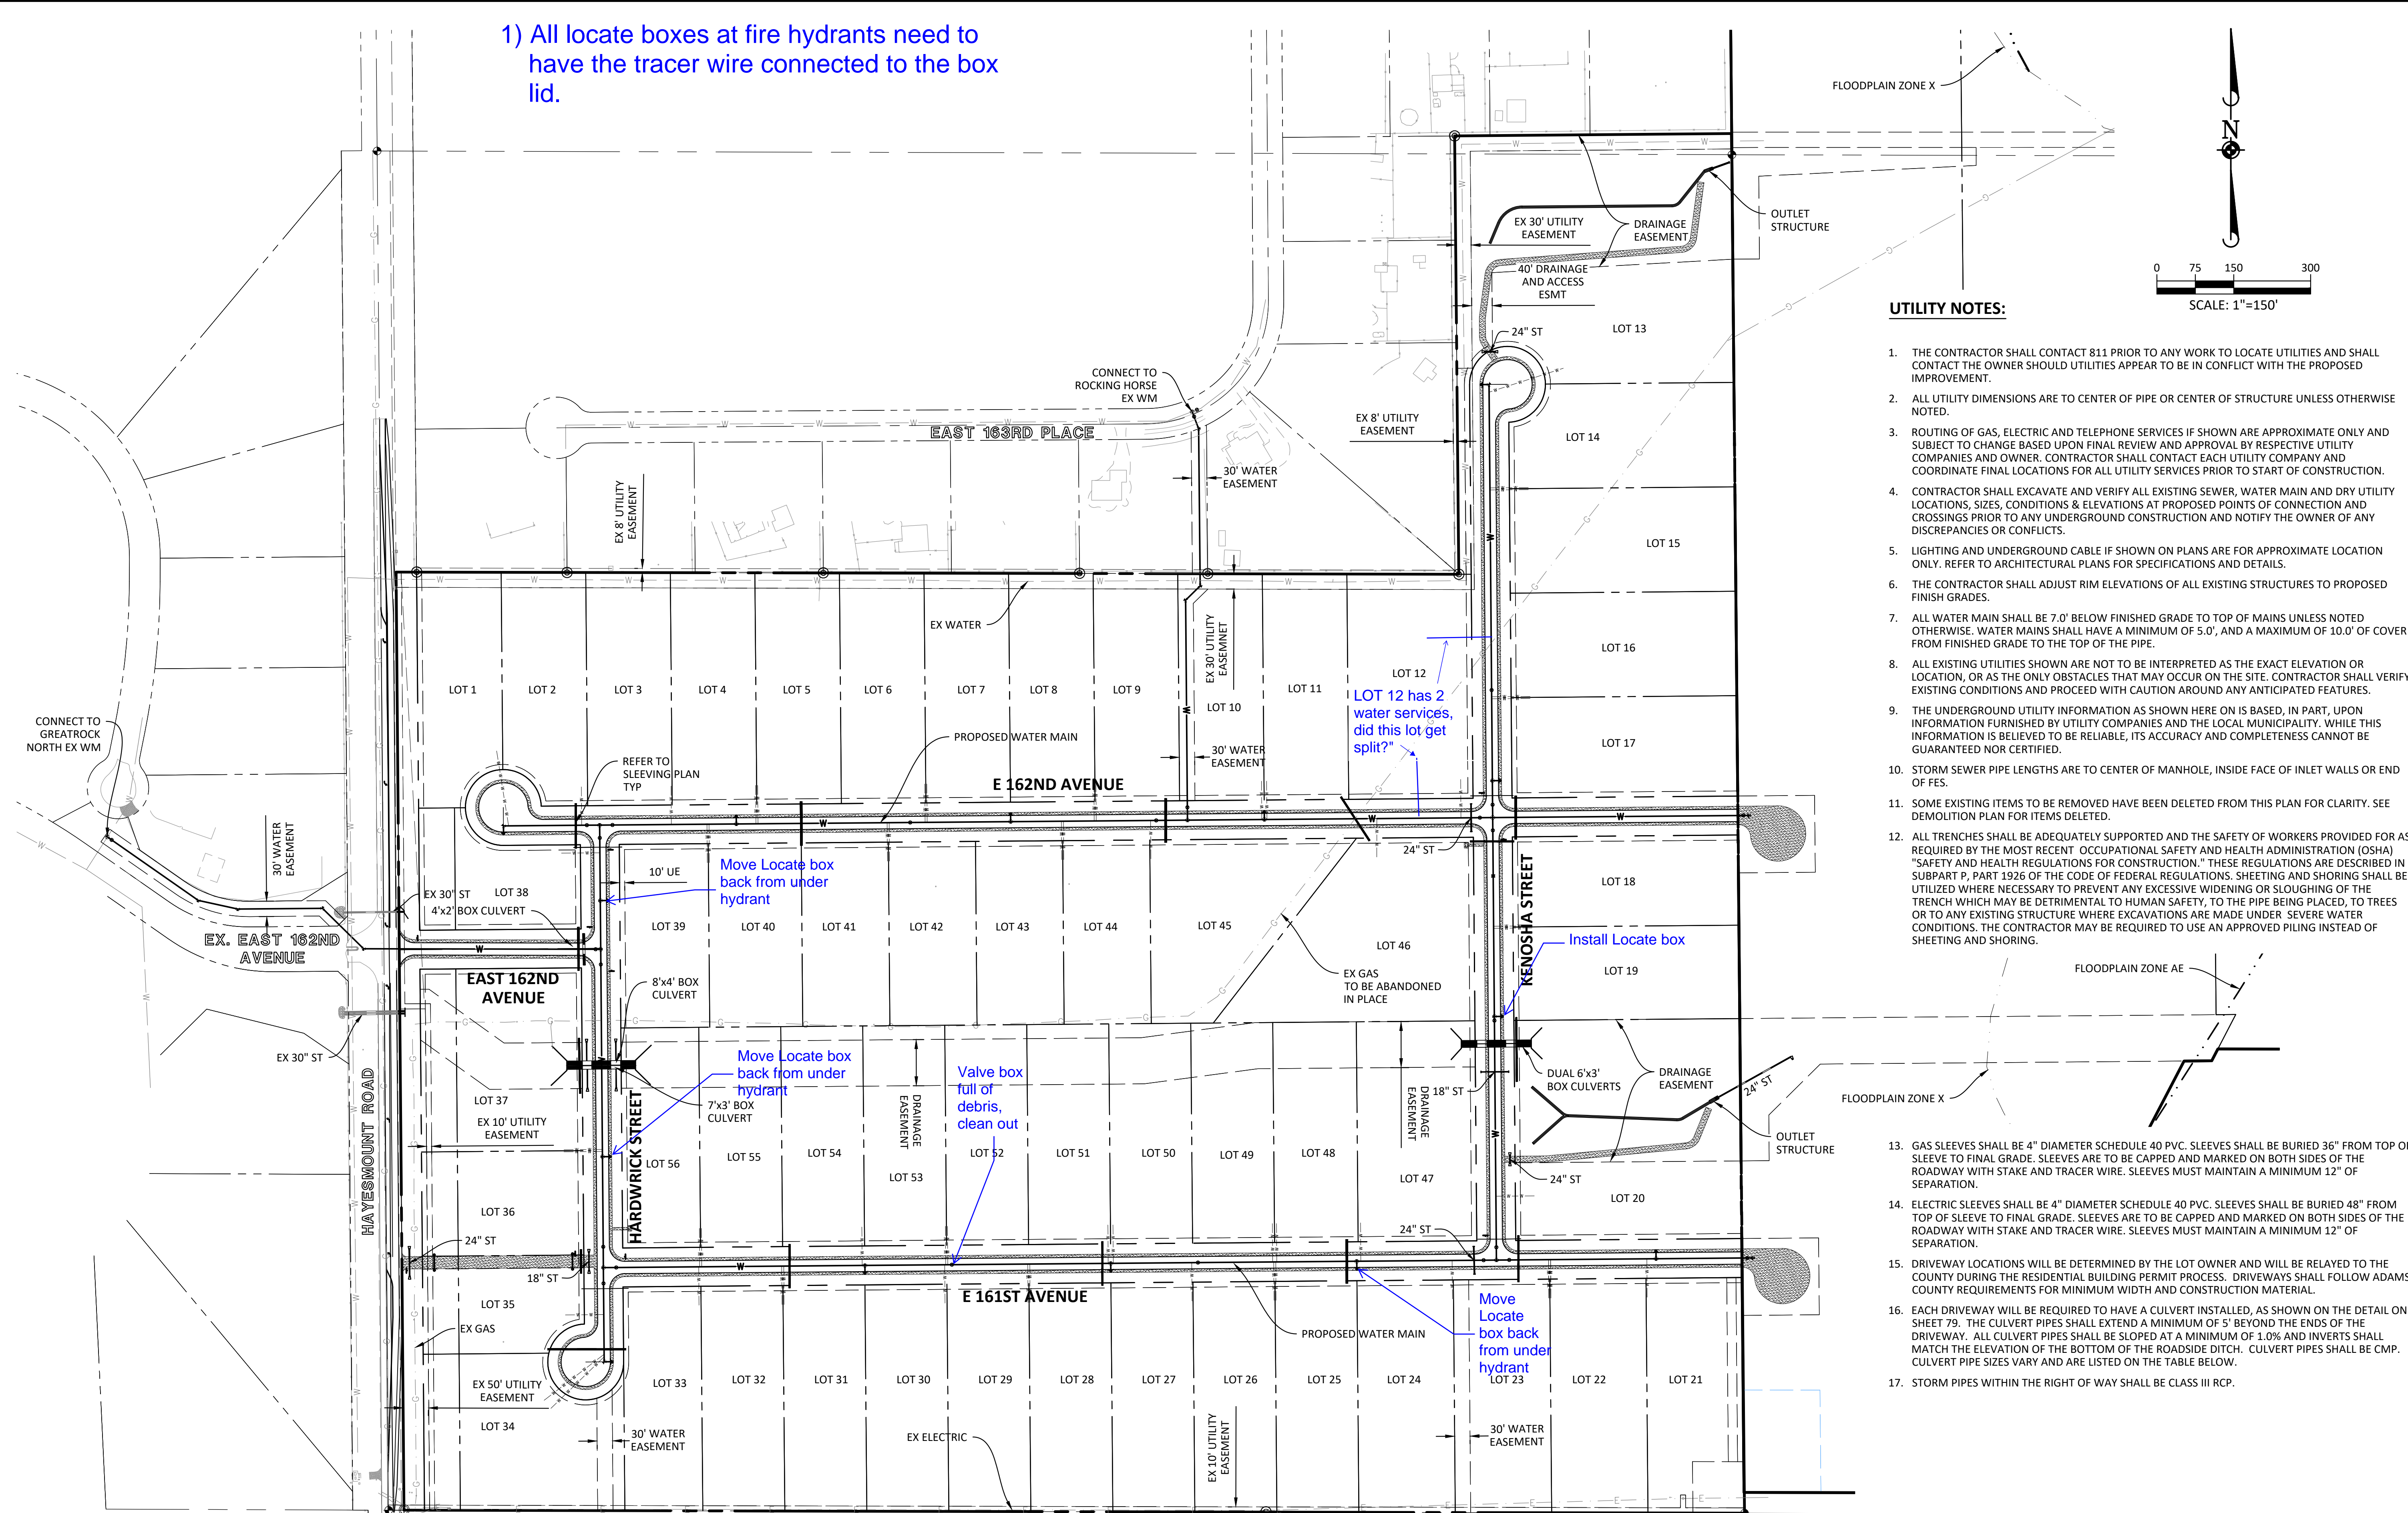 1) All locate boxes at fire hydrants need to
have the tracer wire connected to the box
lid.
FLOODPLAIN ZONE X
N
0 75 150 300
SCALE: 1"=150'
OUTLET
STRUCTURE
EX 30' UTILITY
EASEMENT
DRAINAGE
EASEMENT
40' DRAINAGE
AND ACCESS
ESMT
24" ST
LOT 13
CONNECT TO
ROCKING HORSE
EX WM
EAST 163RD PLACE
EX 8' UTILITY
EASEMENT
LOT 14
30' WATER
EASEMENT
EX 8' UTILITY
EASEMENT
LOT 15
EX WATER
EX 30' UTILITY
EASEMNET
LOT 16
LOT 1
LOT 2
LOT 3
LOT 4
LOT 5
LOT 6
LOT 7
LOT 8
LOT 9
LOT 10
LOT 11
LOT 12
LOT 12 has 2
water services,
did this lot get
split?"
LOT 17
CONNECT TO
GREATROCK
NORTH EX WM
REFER TO
SLEEVING PLAN
TYP
PROPOSED WATER MAIN
30' WATER
EASEMENT
E 162ND AVENUE
W
W
W
W
W
24" ST
30' WATER
EASEMENT
EX 30" ST
LOT 38
4'x2' BOX CULVERT
10' UE
Move Locate box
back from under
hydrant
LOT 18
KENOSHA STREET
EX. EAST 162ND
AVENUE
W
EAST 162ND
AVENUE
LOT 39
LOT 40
LOT 41
LOT 42
LOT 43
LOT 44
LOT 45
LOT 46
Install Locate box
EX GAS
TO BE ABANDONED
IN PLACE
LOT 19
8'x4' BOX
CULVERT
EX 30" ST
HAYESMOUNT ROAD
Move Locate box
back from under
hydrant
LOT 37
7'x3' BOX
CULVERT
EX 10' UTILITY
EASEMENT
HARDWRICK STREET
DRAINAGE
EASEMENT
Valve box
full of
debris,
clean out
DRAINAGE
EASEMENT
18" ST
DUAL 6'x3'
BOX CULVERTS
DRAINAGE
EASEMENT
24" ST
OUTLET
STRUCTURE
LOT 56
LOT 55
LOT 54
LOT 53
LOT 52
LOT 51
LOT 50
LOT 49
LOT 48
LOT 47
24" ST
LOT 20
LOT 36
24" ST
18" ST
W
W
24" ST
E 161ST AVENUE
LOT 35
EX GAS
PROPOSED WATER MAIN
Move
Locate
box back
from under
hydrant
EX 50' UTILITY
EASEMENT
LOT 34
LOT 33
LOT 32
LOT 31
LOT 30
LOT 29
LOT 28
LOT 27
LOT 26
LOT 25
LOT 24
LOT 23
LOT 22
LOT 21
30' WATER
EASEMENT
EX ELECTRIC
EX 10' UTILITY
EASEMENT
30' WATER
EASEMENT
UTILITY NOTES:
1. THE CONTRACTOR SHALL CONTACT 811 PRIOR TO ANY WORK TO LOCATE UTILITIES AND SHALL
CONTACT THE OWNER SHOULD UTILITIES APPEAR TO BE IN CONFLICT WITH THE PROPOSED
IMPROVEMENT.
2. ALL UTILITY DIMENSIONS ARE TO CENTER OF PIPE OR CENTER OF STRUCTURE UNLESS OTHERWISE
NOTED.
3. ROUTING OF GAS, ELECTRIC AND TELEPHONE SERVICES IF SHOWN ARE APPROXIMATE ONLY AND
SUBJECT TO CHANGE BASED UPON FINAL REVIEW AND APPROVAL BY RESPECTIVE UTILITY
COMPANIES AND OWNER. CONTRACTOR SHALL CONTACT EACH UTILITY COMPANY AND
COORDINATE FINAL LOCATIONS FOR ALL UTILITY SERVICES PRIOR TO START OF CONSTRUCTION.
4. CONTRACTOR SHALL EXCAVATE AND VERIFY ALL EXISTING SEWER, WATER MAIN AND DRY UTILITY
LOCATIONS, SIZES, CONDITIONS & ELEVATIONS AT PROPOSED POINTS OF CONNECTION AND
CROSSINGS PRIOR TO ANY UNDERGROUND CONSTRUCTION AND NOTIFY THE OWNER OF ANY
DISCREPANCIES OR CONFLICTS.
5. LIGHTING AND UNDERGROUND CABLE IF SHOWN ON PLANS ARE FOR APPROXIMATE LOCATION
ONLY. REFER TO ARCHITECTURAL PLANS FOR SPECIFICATIONS AND DETAILS.
6. THE CONTRACTOR SHALL ADJUST RIM ELEVATIONS OF ALL EXISTING STRUCTURES TO PROPOSED
FINISH GRADES.
7. ALL WATER MAIN SHALL BE 7.0' BELOW FINISHED GRADE TO TOP OF MAINS UNLESS NOTED
OTHERWISE. WATER MAINS SHALL HAVE A MINIMUM OF 5.0', AND A MAXIMUM OF 10.0' OF COVER
FROM FINISHED GRADE TO THE TOP OF THE PIPE.
8. ALL EXISTING UTILITIES SHOWN ARE NOT TO BE INTERPRETED AS THE EXACT ELEVATION OR
LOCATION, OR AS THE ONLY OBSTACLES THAT MAY OCCUR ON THE SITE. CONTRACTOR SHALL VERIFY
EXISTING CONDITIONS AND PROCEED WITH CAUTION AROUND ANY ANTICIPATED FEATURES.
9. THE UNDERGROUND UTILITY INFORMATION AS SHOWN HERE ON IS BASED, IN PART, UPON
INFORMATION FURNISHED BY UTILITY COMPANIES AND THE LOCAL MUNICIPALITY. WHILE THIS
INFORMATION IS BELIEVED TO BE RELIABLE, ITS ACCURACY AND COMPLETENESS CANNOT BE
GUARANTEED NOR CERTIFIED.
10. STORM SEWER PIPE LENGTHS ARE TO CENTER OF MANHOLE, INSIDE FACE OF INLET WALLS OR END
OF FES.
11. SOME EXISTING ITEMS TO BE REMOVED HAVE BEEN DELETED FROM THIS PLAN FOR CLARITY. SEE
DEMOLITION PLAN FOR ITEMS DELETED.
12. ALL TRENCHES SHALL BE ADEQUATELY SUPPORTED AND THE SAFETY OF WORKERS PROVIDED FOR AS
REQUIRED BY THE MOST RECENT OCCUPATIONAL SAFETY AND HEALTH ADMINISTRATION (OSHA)
"SAFETY AND HEALTH REGULATIONS FOR CONSTRUCTION." THESE REGULATIONS ARE DESCRIBED IN
SUBPART P, PART 1926 OF THE CODE OF FEDERAL REGULATIONS. SHEETING AND SHORING SHALL BE
UTILIZED WHERE NECESSARY TO PREVENT ANY EXCESSIVE WIDENING OR SLOUGHING OF THE
TRENCH WHICH MAY BE DETRIMENTAL TO HUMAN SAFETY, TO THE PIPE BEING PLACED, TO TREES
OR TO ANY EXISTING STRUCTURE WHERE EXCAVATIONS ARE MADE UNDER SEVERE WATER
CONDITIONS. THE CONTRACTOR MAY BE REQUIRED TO USE AN APPROVED PILING INSTEAD OF
SHEETING AND SHORING.
FLOODPLAIN ZONE AE
FLOODPLAIN ZONE X
13. GAS SLEEVES SHALL BE 4" DIAMETER SCHEDULE 40 PVC. SLEEVES SHALL BE BURIED 36" FROM TOP OF
SLEEVE TO FINAL GRADE. SLEEVES ARE TO BE CAPPED AND MARKED ON BOTH SIDES OF THE
ROADWAY WITH STAKE AND TRACER WIRE. SLEEVES MUST MAINTAIN A MINIMUM 12" OF
SEPARATION.
14. ELECTRIC SLEEVES SHALL BE 4" DIAMETER SCHEDULE 40 PVC. SLEEVES SHALL BE BURIED 48" FROM
TOP OF SLEEVE TO FINAL GRADE. SLEEVES ARE TO BE CAPPED AND MARKED ON BOTH SIDES OF THE
ROADWAY WITH STAKE AND TRACER WIRE. SLEEVES MUST MAINTAIN A MINIMUM 12" OF
SEPARATION.
15. DRIVEWAY LOCATIONS WILL BE DETERMINED BY THE LOT OWNER AND WILL BE RELAYED TO THE
COUNTY DURING THE RESIDENTIAL BUILDING PERMIT PROCESS. DRIVEWAYS SHALL FOLLOW ADAMS
COUNTY REQUIREMENTS FOR MINIMUM WIDTH AND CONSTRUCTION MATERIAL.
16. EACH DRIVEWAY WILL BE REQUIRED TO HAVE A CULVERT INSTALLED, AS SHOWN ON THE DETAIL ON
SHEET 79. THE CULVERT PIPES SHALL EXTEND A MINIMUM OF 5' BEYOND THE ENDS OF THE
DRIVEWAY. ALL CULVERT PIPES SHALL BE SLOPED AT A MINIMUM OF 1.0% AND INVERTS SHALL
MATCH THE ELEVATION OF THE BOTTOM OF THE ROADSIDE DITCH. CULVERT PIPES SHALL BE CMP.
CULVERT PIPE SIZES VARY AND ARE LISTED ON THE TABLE BELOW.
17. STORM PIPES WITHIN THE RIGHT OF WAY SHALL BE CLASS III RCP.